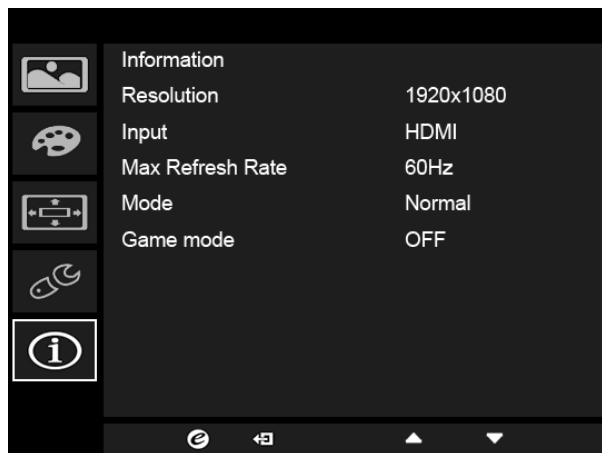 Information
Resolution 1920x1080
Input HDMI
Max Refresh Rate 60Hz
Mode Normal
Game mode OFF